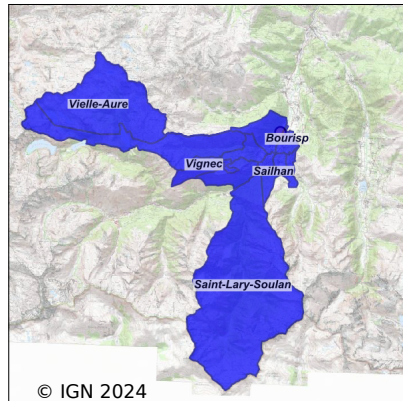 Vielle-Aure
Bourisp
Vignec
Sailhan
Saint-Lary-Soulan
© IGN 2024